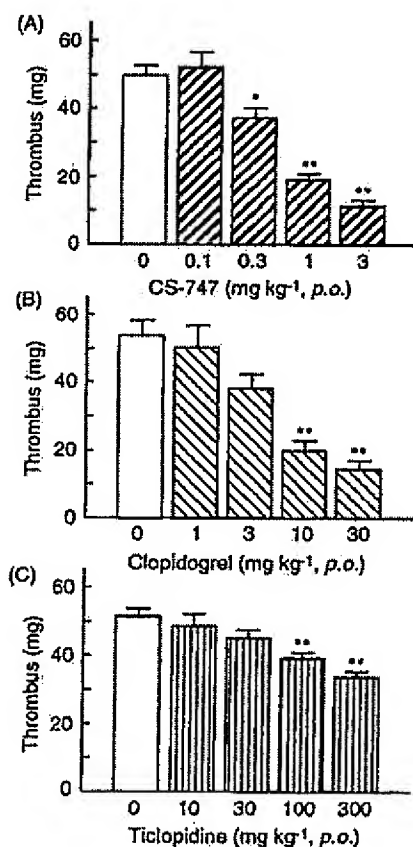 (A)
Thrombus (mg)
60
40
20
0
*
**
**
0 0.1 0.3 1 3
CS-747 (mg kg-1, p.o.)
(B)
Thrombus (mg)
60
40
20
0
**
**
0 1 3 10 30
Clopidogrel (mg kg-1, p.o.)
(C)
Thrombus (mg)
60
40
20
0
**
**
0 10 30 100 300
Ticlopidine (mg kg-1, p.o.)